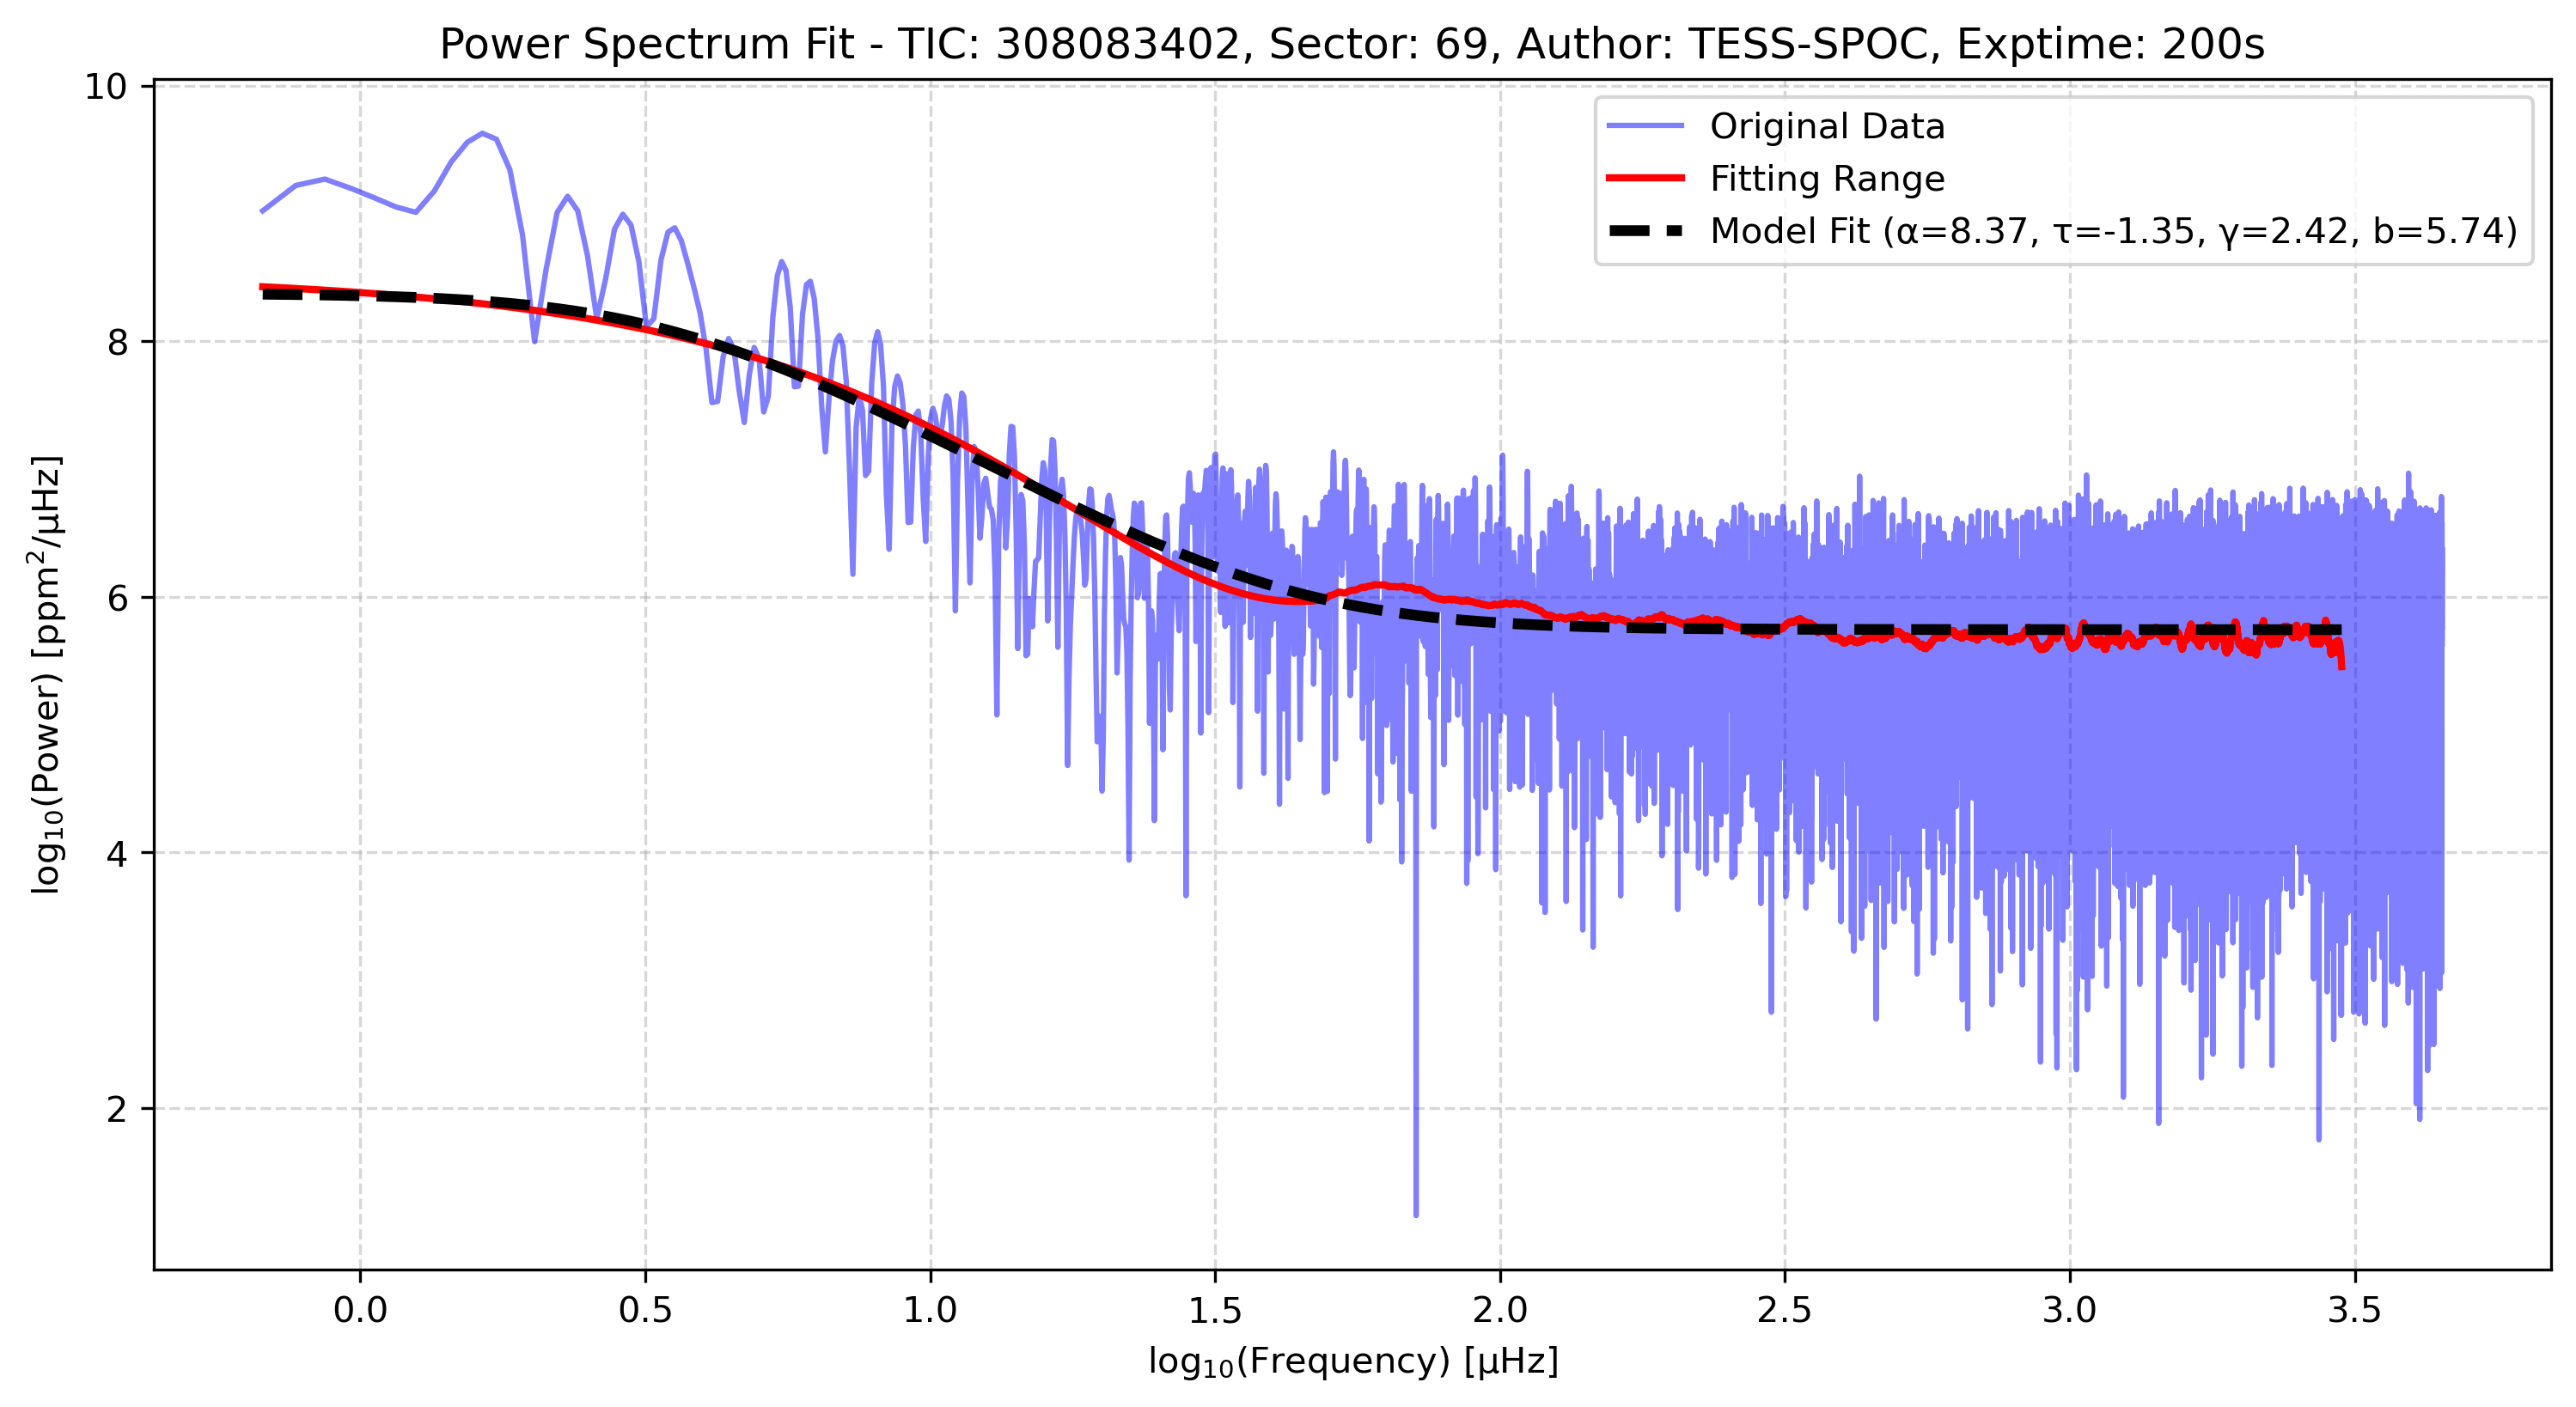 Power Spectrum Fit - TIC: 308083402, Sector: 69, Author: TESS-SPOC, Exptime: 200s
Original Data
Fitting Range
Model Fit (α=8.37, τ=-1.35, γ=2.42, b=5.74)
log₁₀(Power) [ppm²/μHz]
10
8
6
4
2
0.0 0.5 1.0 1.5 2.0 2.5 3.0 3.5
log₁₀(Frequency) [μHz]